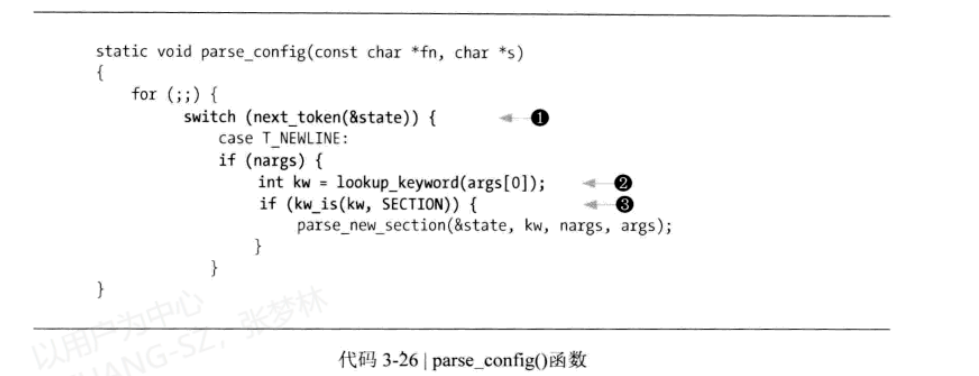 static void parse_config(const char *fn, char *s)
{
for (;;) {
switch (next_token(&state)) { ❶
case T_NEWLINE:
if (nargs) {
int kw = lookup_keyword(args[0]); ❷
if (kw_is(kw, SECTION)) { ❸
parse_new_section(&state, kw, nargs, args);
}
}
}
以用户为中心
HUANG-SZ，张梦林
代码 3-26 | parse_config()函数